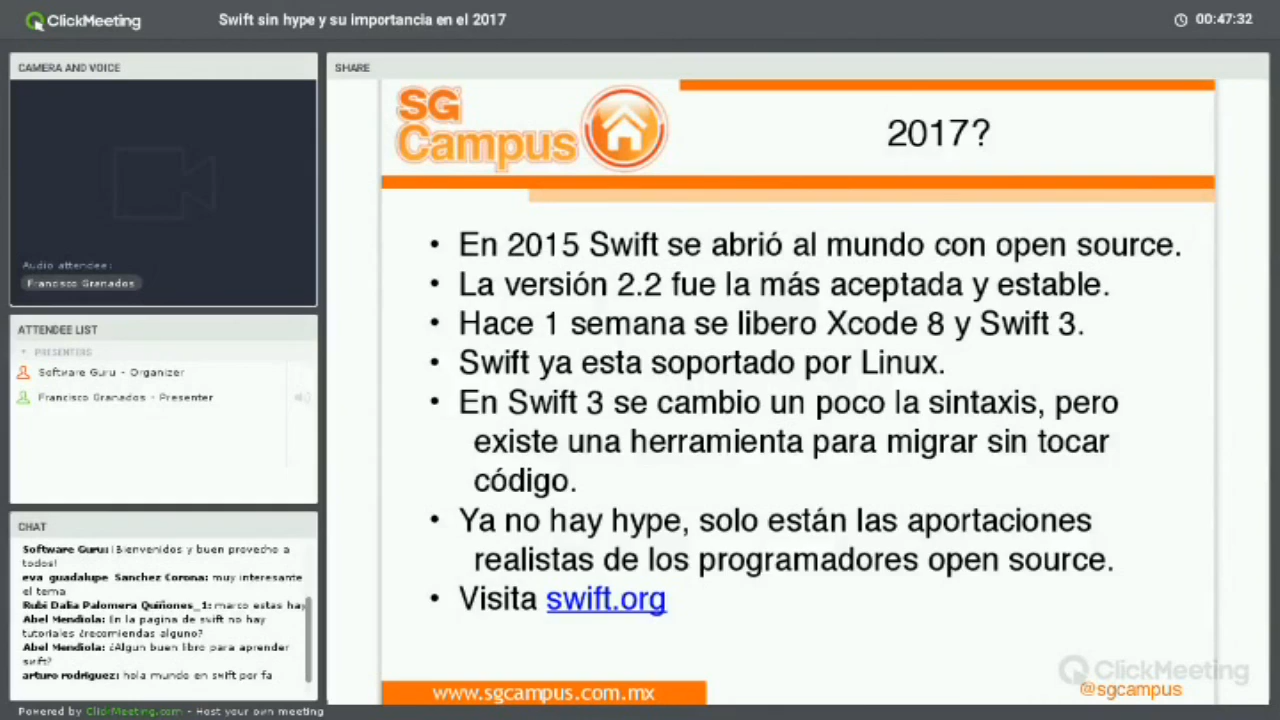 ClickMeeting
Swift sin hype y su importancia en el 2017
00:47:32
CAMERA AND VOICE
Audio attendee:
Francisco Granados
ATTENDEE LIST
PRESENTERS
Software Guru - Organizer
Francisco Granados - Presenter
CHAT
Software Guru: ¡Bienvenidos y buen provecho a
todos!
eva guadalupe Sanchez Corona: muy interesante
el tema
Rubi Dalia Palomera Quiñones_1: marco estas hay
Abel Mendiola: En la pagina de swift no hay
tutoriales ¿recomiendas alguno?
Abel Mendiola: ¿Algun buen libro para aprender
swift?
arturo rodriguez: hola mundo en swift por fa
SHARE
SG
Campus
2017?
• En 2015 Swift se abrió al mundo con open source.
• La versión 2.2 fue la más aceptada y estable.
• Hace 1 semana se libero Xcode 8 y Swift 3.
• Swift ya esta soportado por Linux.
• En Swift 3 se cambio un poco la sintaxis, pero
existe una herramienta para migrar sin tocar
código.
• Ya no hay hype, solo están las aportaciones
realistas de los programadores open source.
• Visita swift.org
ClickMeeting
www.sgcampus.com.mx
@sgcampus
Powered by ClickMeeting.com - Host your own meeting